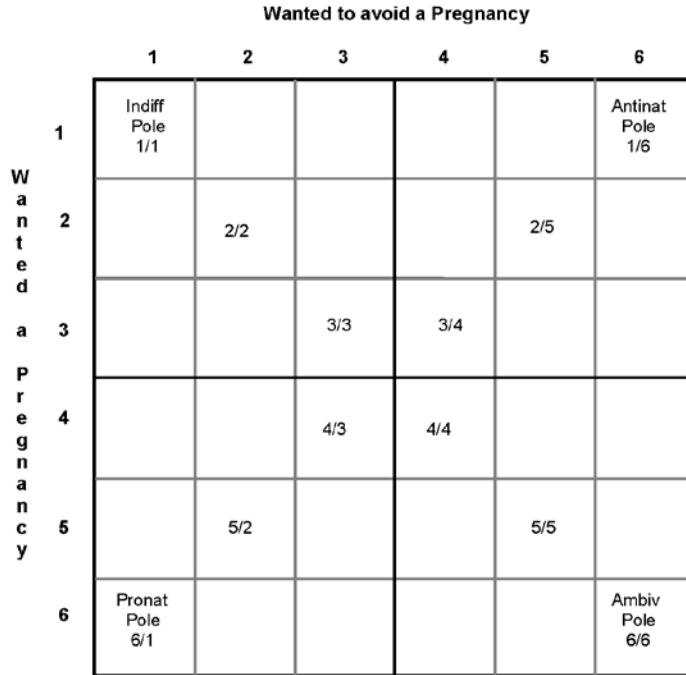 Wanted to avoid a Pregnancy
1 2 3 4 5 6
Wanted a Pregnancy
1
Indiff
Pole
1/1
Antinat
Pole
1/6
2
2/2
2/5
3
3/3
3/4
4
4/3
4/4
5
5/2
5/5
6
Pronat
Pole
6/1
Ambiv
Pole
6/6